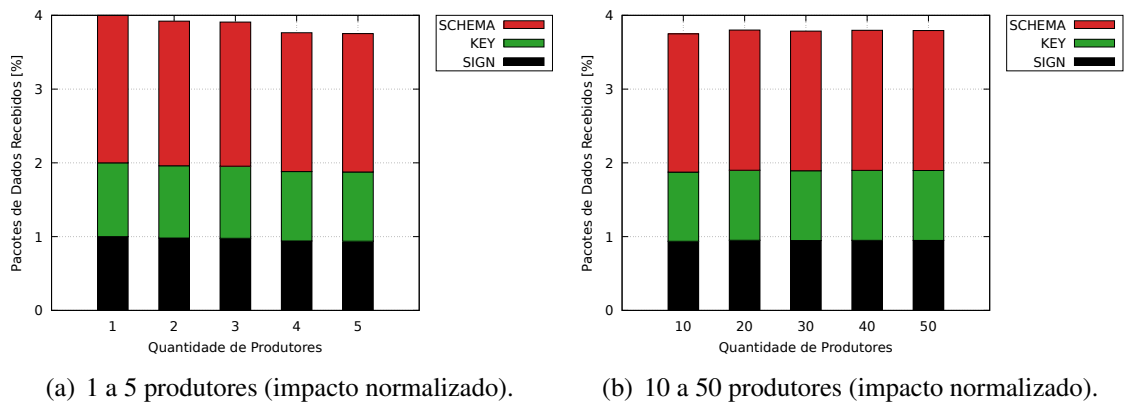 Pacotes de Dados Recebidos [%]
4
3
2
1
0
1 2 3 4 5
Quantidade de Produtores
SCHEMA
KEY
SIGN
(a) 1 a 5 produtores (impacto normalizado).
Pacotes de Dados Recebidos [%]
4
3
2
1
0
10 20 30 40 50
Quantidade de Produtores
SCHEMA
KEY
SIGN
(b) 10 a 50 produtores (impacto normalizado).